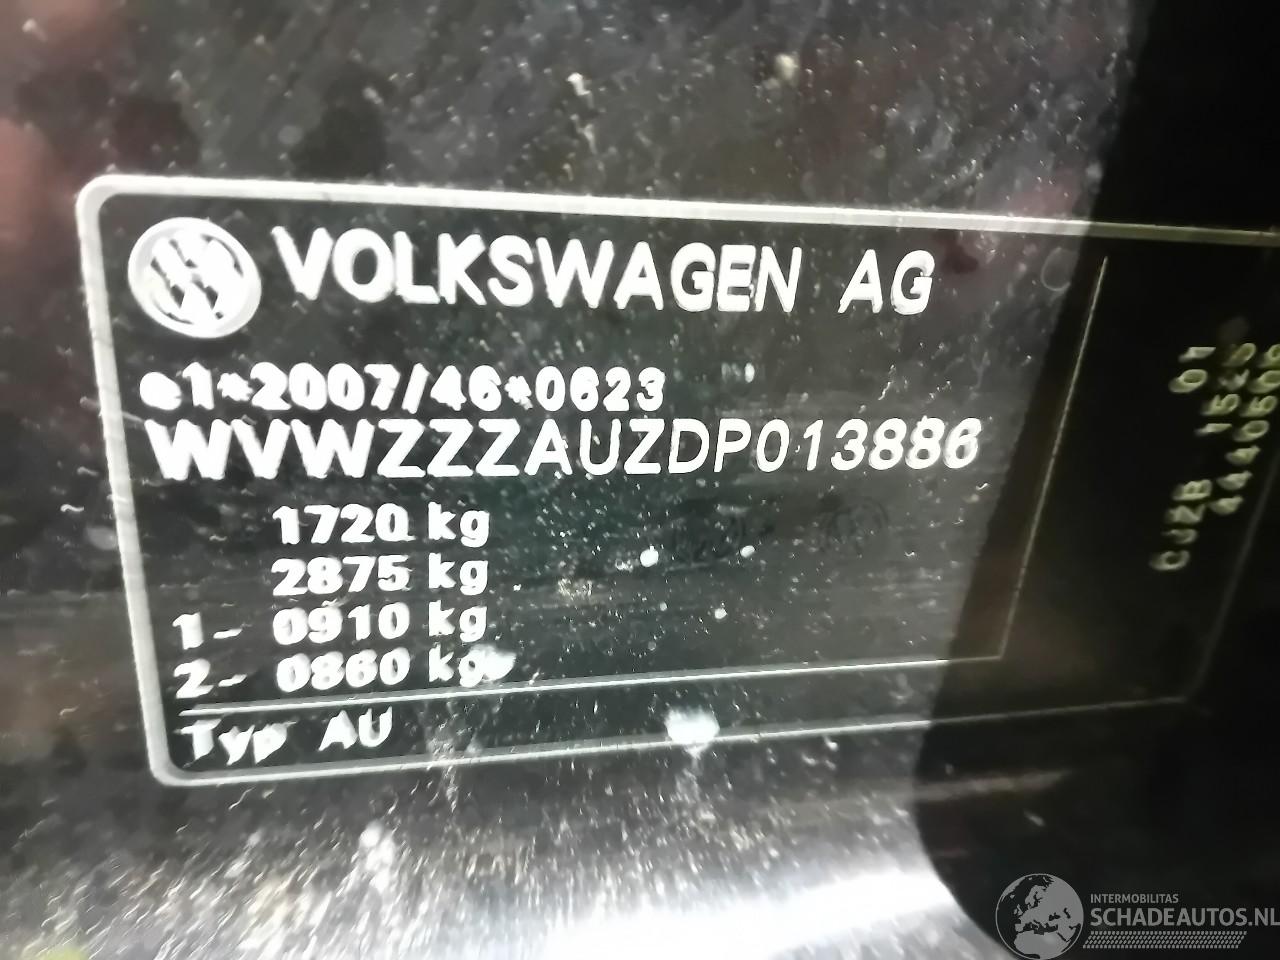 VOLKSWAGEN AG
e1*2007/46*0623
WVWZZZAUZDP013886
1720 kg
2875 kg
1- 0910 kg
2- 0860 kg
Typ AU
CJZB 01
1525
INTERMOBILITAS
SCHADEAUTOS.NL